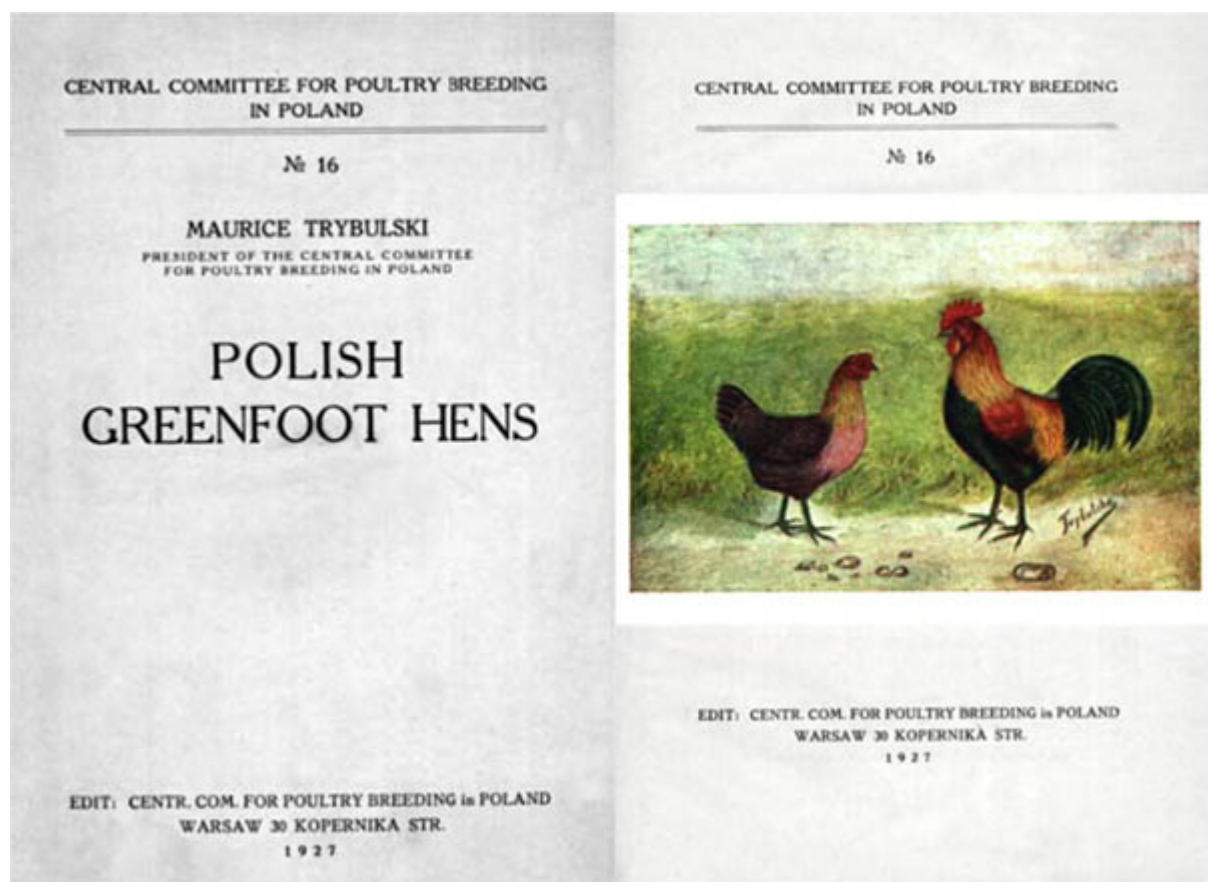 CENTRAL COMMITTEE FOR POULTRY BREEDING
IN POLAND
№ 16
MAURICE TRYBULSKI
PRESIDENT OF THE CENTRAL COMMITTEE
FOR POULTRY BREEDING IN POLAND
POLISH
GREENFOOT HENS
EDIT: CENTR. COM. FOR POULTRY BREEDING in POLAND
WARSAW 30 KOPERNIKA STR.
1927
CENTRAL COMMITTEE FOR POULTRY BREEDING
IN POLAND
№ 16
Trybulski
EDIT: CENTR. COM. FOR POULTRY BREEDING in POLAND
WARSAW 30 KOPERNIKA STR.
1927